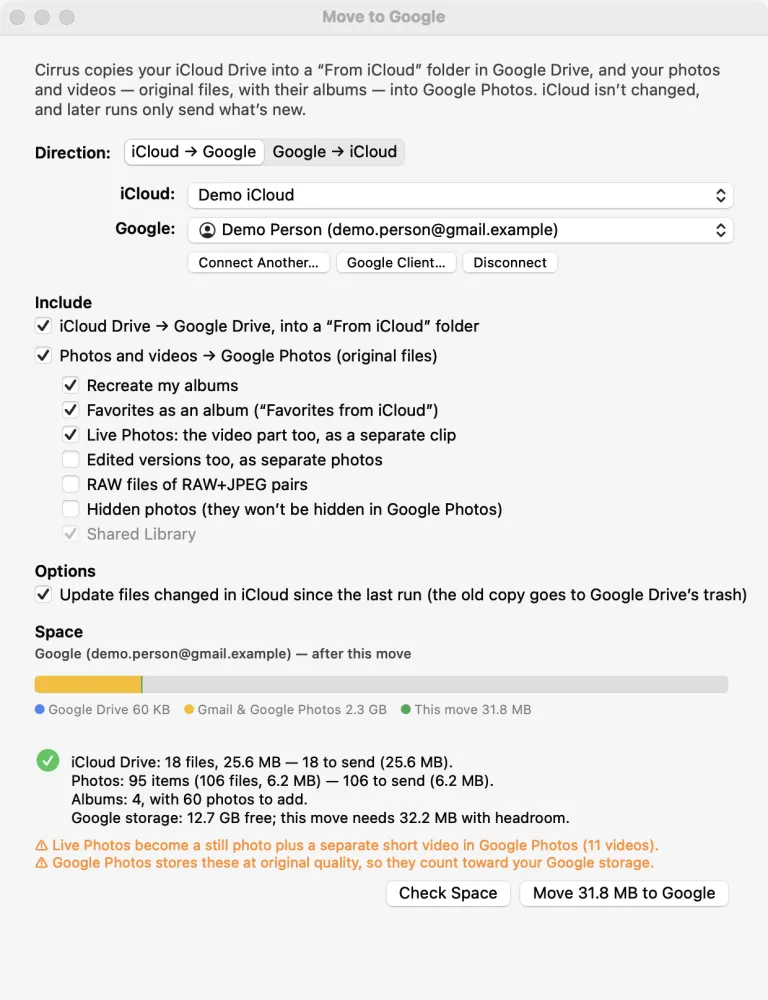 Move to Google
Cirrus copies your iCloud Drive into a “From iCloud” folder in Google Drive, and your photos
and videos — original files, with their albums — into Google Photos. iCloud isn’t changed,
and later runs only send what’s new.
Direction: iCloud → Google Google → iCloud
iCloud: Demo iCloud
Google: Demo Person (demo.person@gmail.example)
Connect Another... Google Client... Disconnect
Include
iCloud Drive → Google Drive, into a “From iCloud” folder
Photos and videos → Google Photos (original files)
Recreate my albums
Favorites as an album (“Favorites from iCloud”)
Live Photos: the video part too, as a separate clip
Edited versions too, as separate photos
RAW files of RAW+JPEG pairs
Hidden photos (they won’t be hidden in Google Photos)
Shared Library
Options
Update files changed in iCloud since the last run (the old copy goes to Google Drive’s trash)
Space
Google (demo.person@gmail.example) — after this move
Google Drive 60 KB Gmail & Google Photos 2.3 GB This move 31.8 MB
iCloud Drive: 18 files, 25.6 MB — 18 to send (25.6 MB).
Photos: 95 items (106 files, 6.2 MB) — 106 to send (6.2 MB).
Albums: 4, with 60 photos to add.
Google storage: 12.7 GB free; this move needs 32.2 MB with headroom.
⚠ Live Photos become a still photo plus a separate short video in Google Photos (11 videos).
⚠ Google Photos stores these at original quality, so they count toward your Google storage.
Check Space Move 31.8 MB to Google